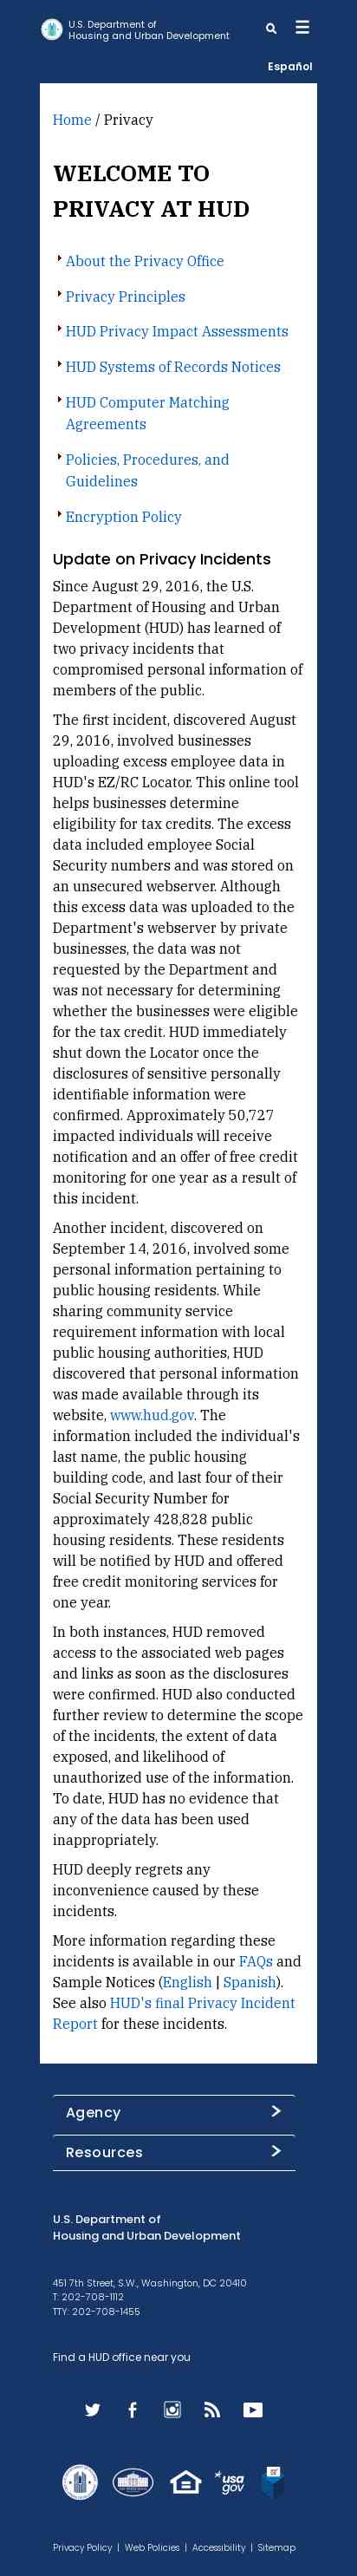 U.S. Department of
Housing and Urban Development
Español
Home / Privacy
WELCOME TO
PRIVACY AT HUD
About the Privacy Office
Privacy Principles
HUD Privacy Impact Assessments
HUD Systems of Records Notices
HUD Computer Matching
Agreements
Policies, Procedures, and
Guidelines
Encryption Policy
Update on Privacy Incidents
Since August 29, 2016, the U.S.
Department of Housing and Urban
Development (HUD) has learned of
two privacy incidents that
compromised personal information of
members of the public.
The first incident, discovered August
29, 2016, involved businesses
uploading excess employee data in
HUD's EZ/RC Locator. This online tool
helps businesses determine
eligibility for tax credits. The excess
data included employee Social
Security numbers and was stored on
an unsecured webserver. Although
this excess data was uploaded to the
Department's webserver by private
businesses, the data was not
requested by the Department and
was not necessary for determining
whether the businesses were eligible
for the tax credit. HUD immediately
shut down the Locator once the
disclosures of sensitive personally
identifiable information were
confirmed. Approximately 50,727
impacted individuals will receive
notification and an offer of free credit
monitoring for one year as a result of
this incident.
Another incident, discovered on
September 14, 2016, involved some
personal information pertaining to
public housing residents. While
sharing community service
requirement information with local
public housing authorities, HUD
discovered that personal information
was made available through its
website, www.hud.gov. The
information included the individual's
last name, the public housing
building code, and last four of their
Social Security Number for
approximately 428,828 public
housing residents. These residents
will be notified by HUD and offered
free credit monitoring services for
one year.
In both instances, HUD removed
access to the associated web pages
and links as soon as the disclosures
were confirmed. HUD also conducted
further review to determine the scope
of the incidents, the extent of data
exposed, and likelihood of
unauthorized use of the information.
To date, HUD has no evidence that
any of the data has been used
inappropriately.
HUD deeply regrets any
inconvenience caused by these
incidents.
More information regarding these
incidents is available in our FAQs and
Sample Notices (English | Spanish).
See also HUD's final Privacy Incident
Report for these incidents.
Agency
Resources
U.S. Department of
Housing and Urban Development
451 7th Street, S.W., Washington, DC 20410
T: 202-708-1112
TTY: 202-708-1455
Find a HUD office near you
usa
gov
Privacy Policy | Web Policies | Accessibility | Sitemap